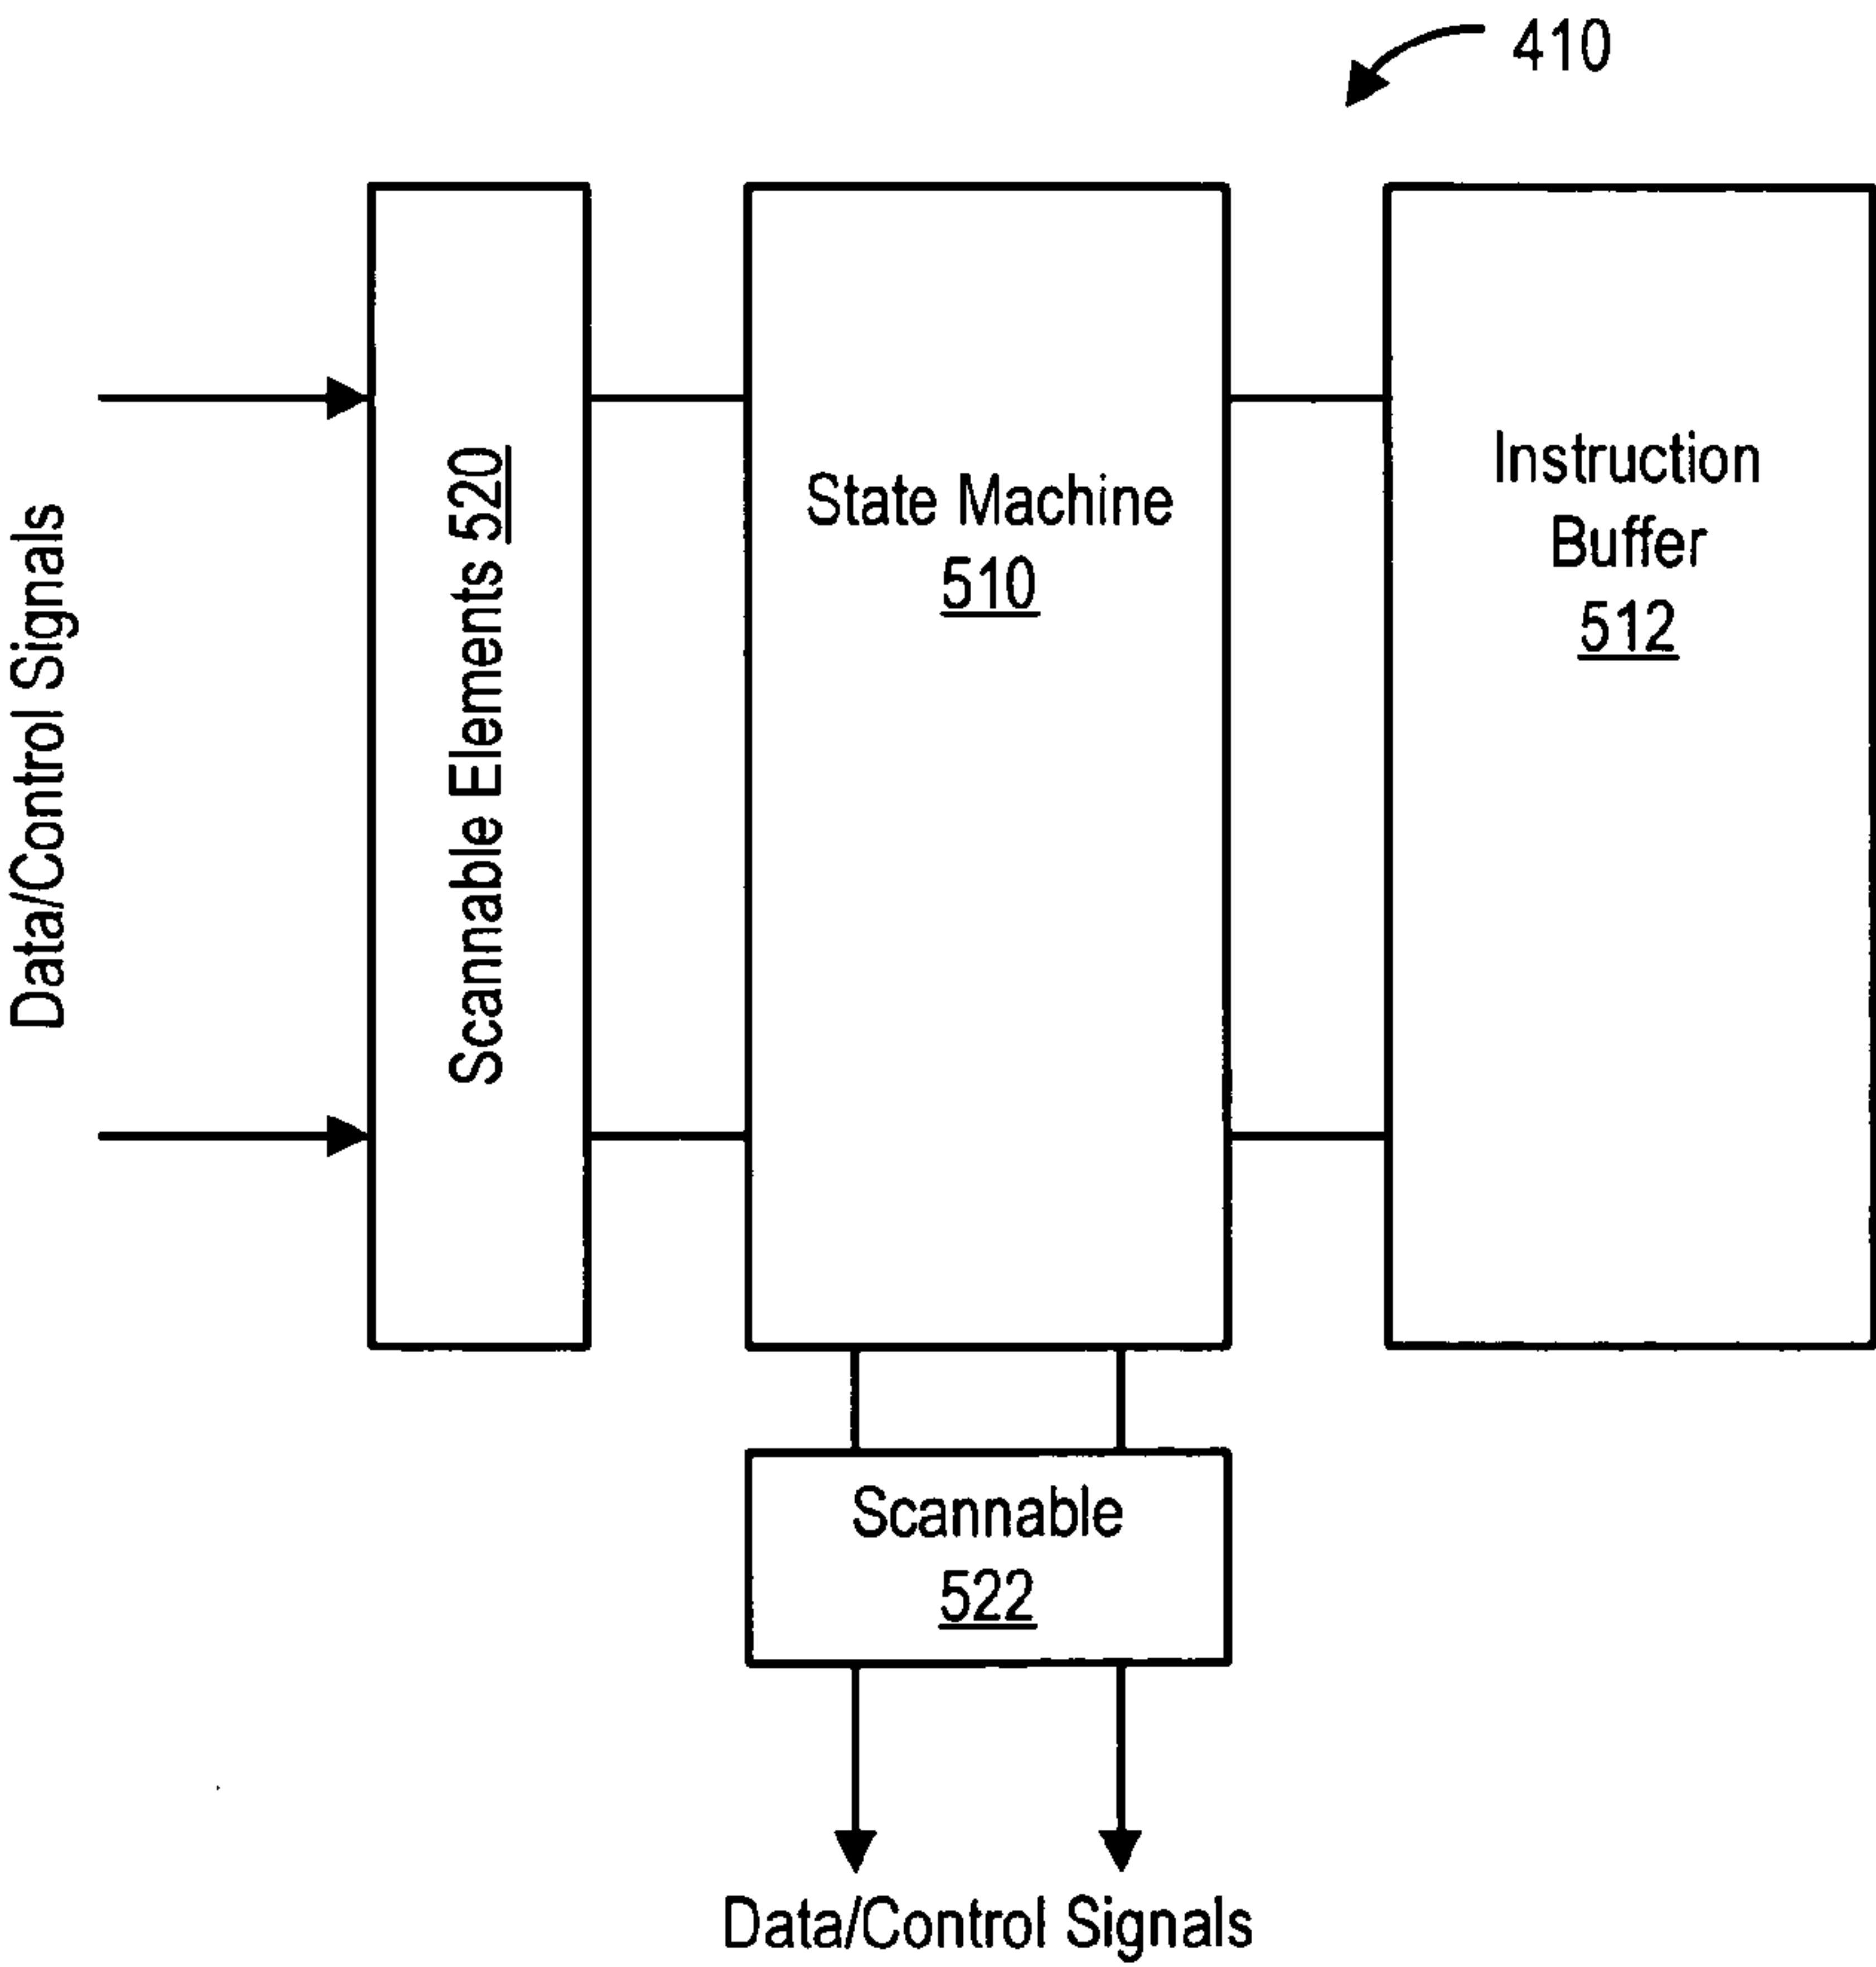 410
Data/Control Signals
Scannable Elements 520
State Machine
510
Instruction
Buffer
512
Scannable
522
Data/Control Signals